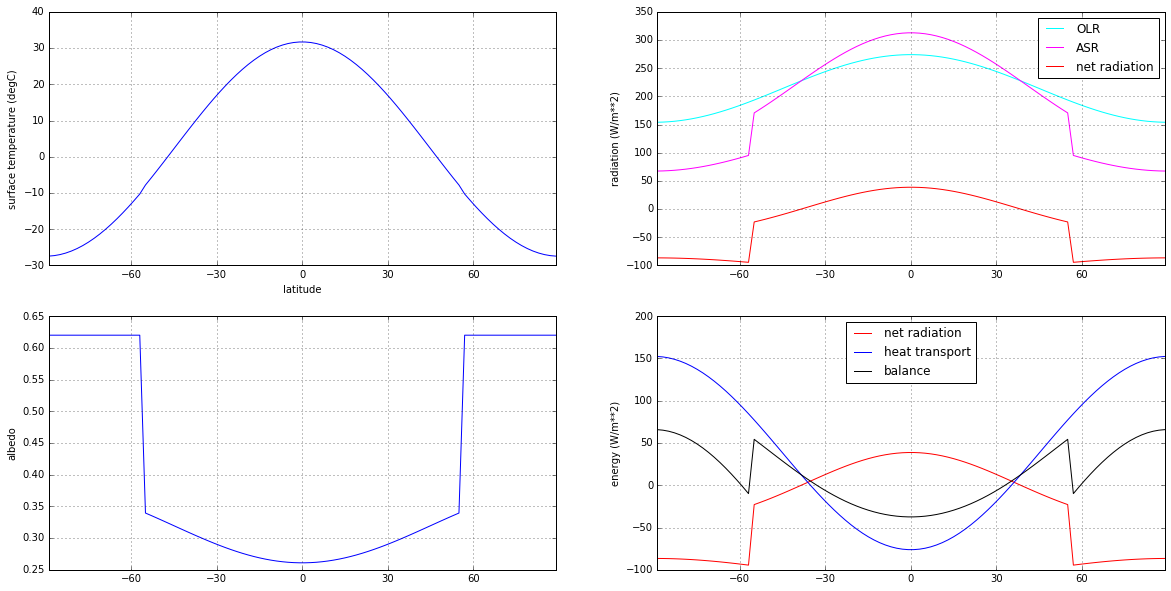 40
30
20
10
0
−10
−20
−30
surface temperature (degC)
−60 −30 0 30 60
latitude
350
300
250
200
150
100
50
0
−50
−100
radiation (W/m**2)
OLR
ASR
net radiation
−60 −30 0 30 60
0.65
0.60
0.55
0.50
0.45
0.40
0.35
0.30
0.25
albedo
−60 −30 0 30 60
200
150
100
50
0
−50
−100
energy (W/m**2)
net radiation
heat transport
balance
−60 −30 0 30 60